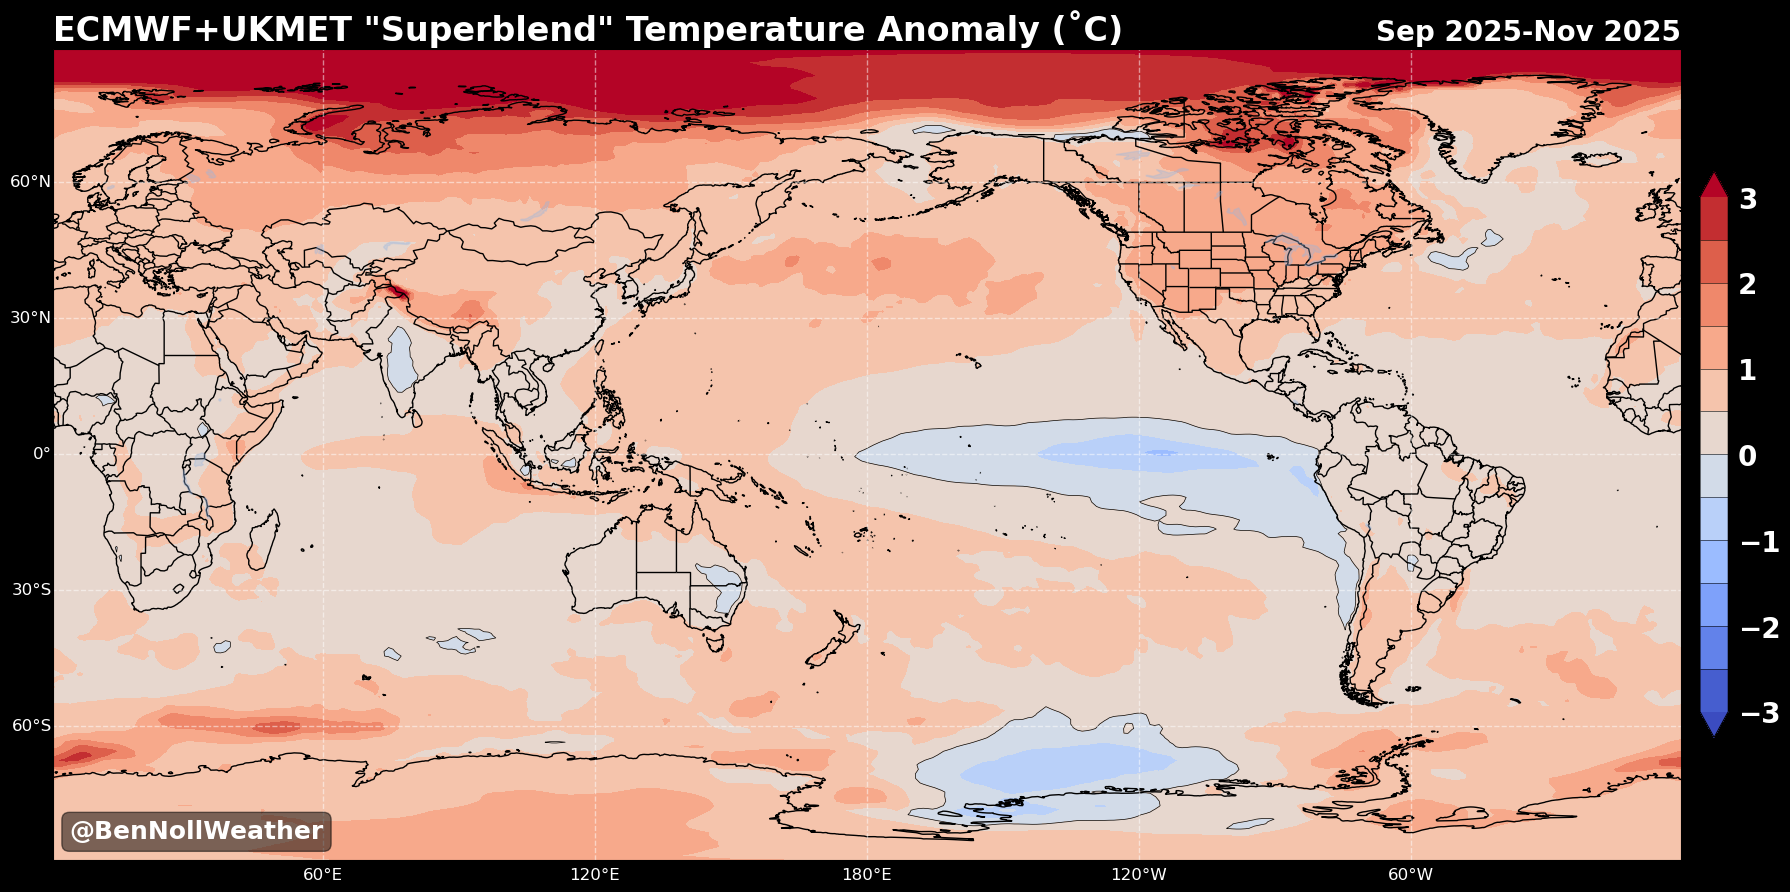 ECMWF+UKMET "Superblend" Temperature Anomaly (˚C)
Sep 2025-Nov 2025
60°N
30°N
0°
30°S
60°S
60°E
120°E
180°E
120°W
60°W
3
2
1
0
−1
−2
−3
@BenNollWeather